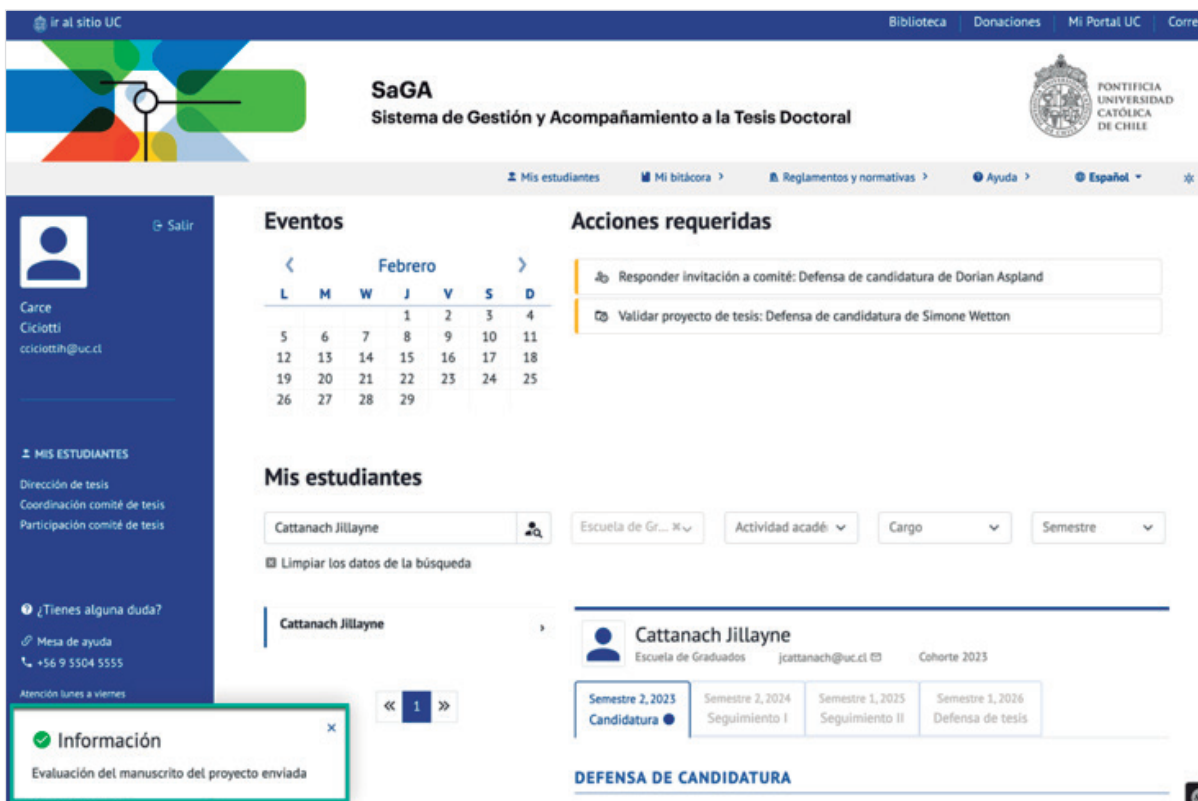 ir al sitio UC
Biblioteca Donaciones Mi Portal UC Corre
SaGA
Sistema de Gestión y Acompañamiento a la Tesis Doctoral
PONTIFICIA
UNIVERSIDAD
CATÓLICA
DE CHILE
Mis estudiantes Mi bitácora > Reglamentos y normativas > Ayuda > Español
Salir
Carce
Ciciotti
cciciottih@uc.cl
MIS ESTUDIANTES
Dirección de tesis
Coordinación comité de tesis
Participación comité de tesis
¿Tienes alguna duda?
Mesa de ayuda
+56 9 5504 5555
Atención lunes a viernes
Información
Evaluación del manuscrito del proyecto enviada
Eventos
Febrero
L M W J V S D
1 2 3 4
5 6 7 8 9 10 11
12 13 14 15 16 17 18
19 20 21 22 23 24 25
26 27 28 29
Acciones requeridas
Responder invitación a comité: Defensa de candidatura de Dorian Aspland
Validar proyecto de tesis: Defensa de candidatura de Simone Wetton
Mis estudiantes
Cattanach Jillayne
Escuela de Gr... Actividad acadé Cargo Semestre
Limpiar los datos de la búsqueda
Cattanach Jillayne
« 1 »
Cattanach Jillayne
Escuela de Graduados jcattanach@uc.cl Cohorte 2023
Semestre 2, 2023 Semestre 2, 2024 Semestre 1, 2025 Semestre 1, 2026
Candidatura Seguimiento I Seguimiento II Defensa de tesis
DEFENSA DE CANDIDATURA